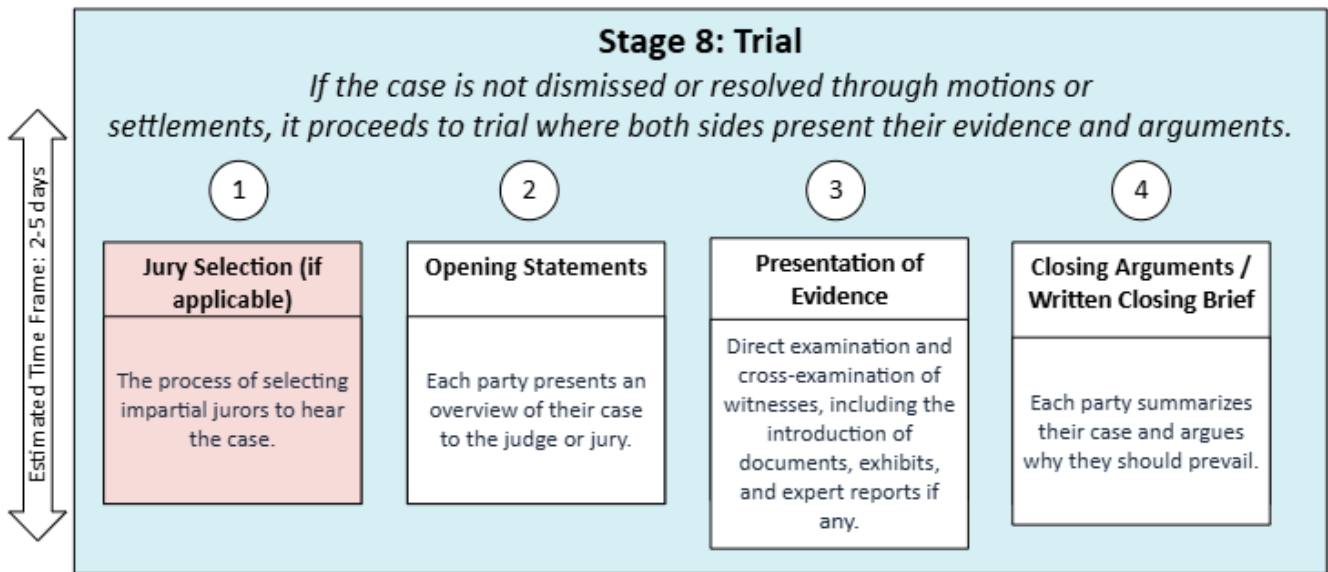 Stage 8: Trial
If the case is not dismissed or resolved through motions or
settlements, it proceeds to trial where both sides present their evidence and arguments.
Estimated Time Frame: 2-5 days
1
Jury Selection (if
applicable)
The process of selecting
impartial jurors to hear
the case.
2
Opening Statements
Each party presents an
overview of their case
to the judge or jury.
3
Presentation of
Evidence
Direct examination and
cross-examination of
witnesses, including the
introduction of
documents, exhibits,
and expert reports if
any.
4
Closing Arguments /
Written Closing Brief
Each party summarizes
their case and argues
why they should prevail.